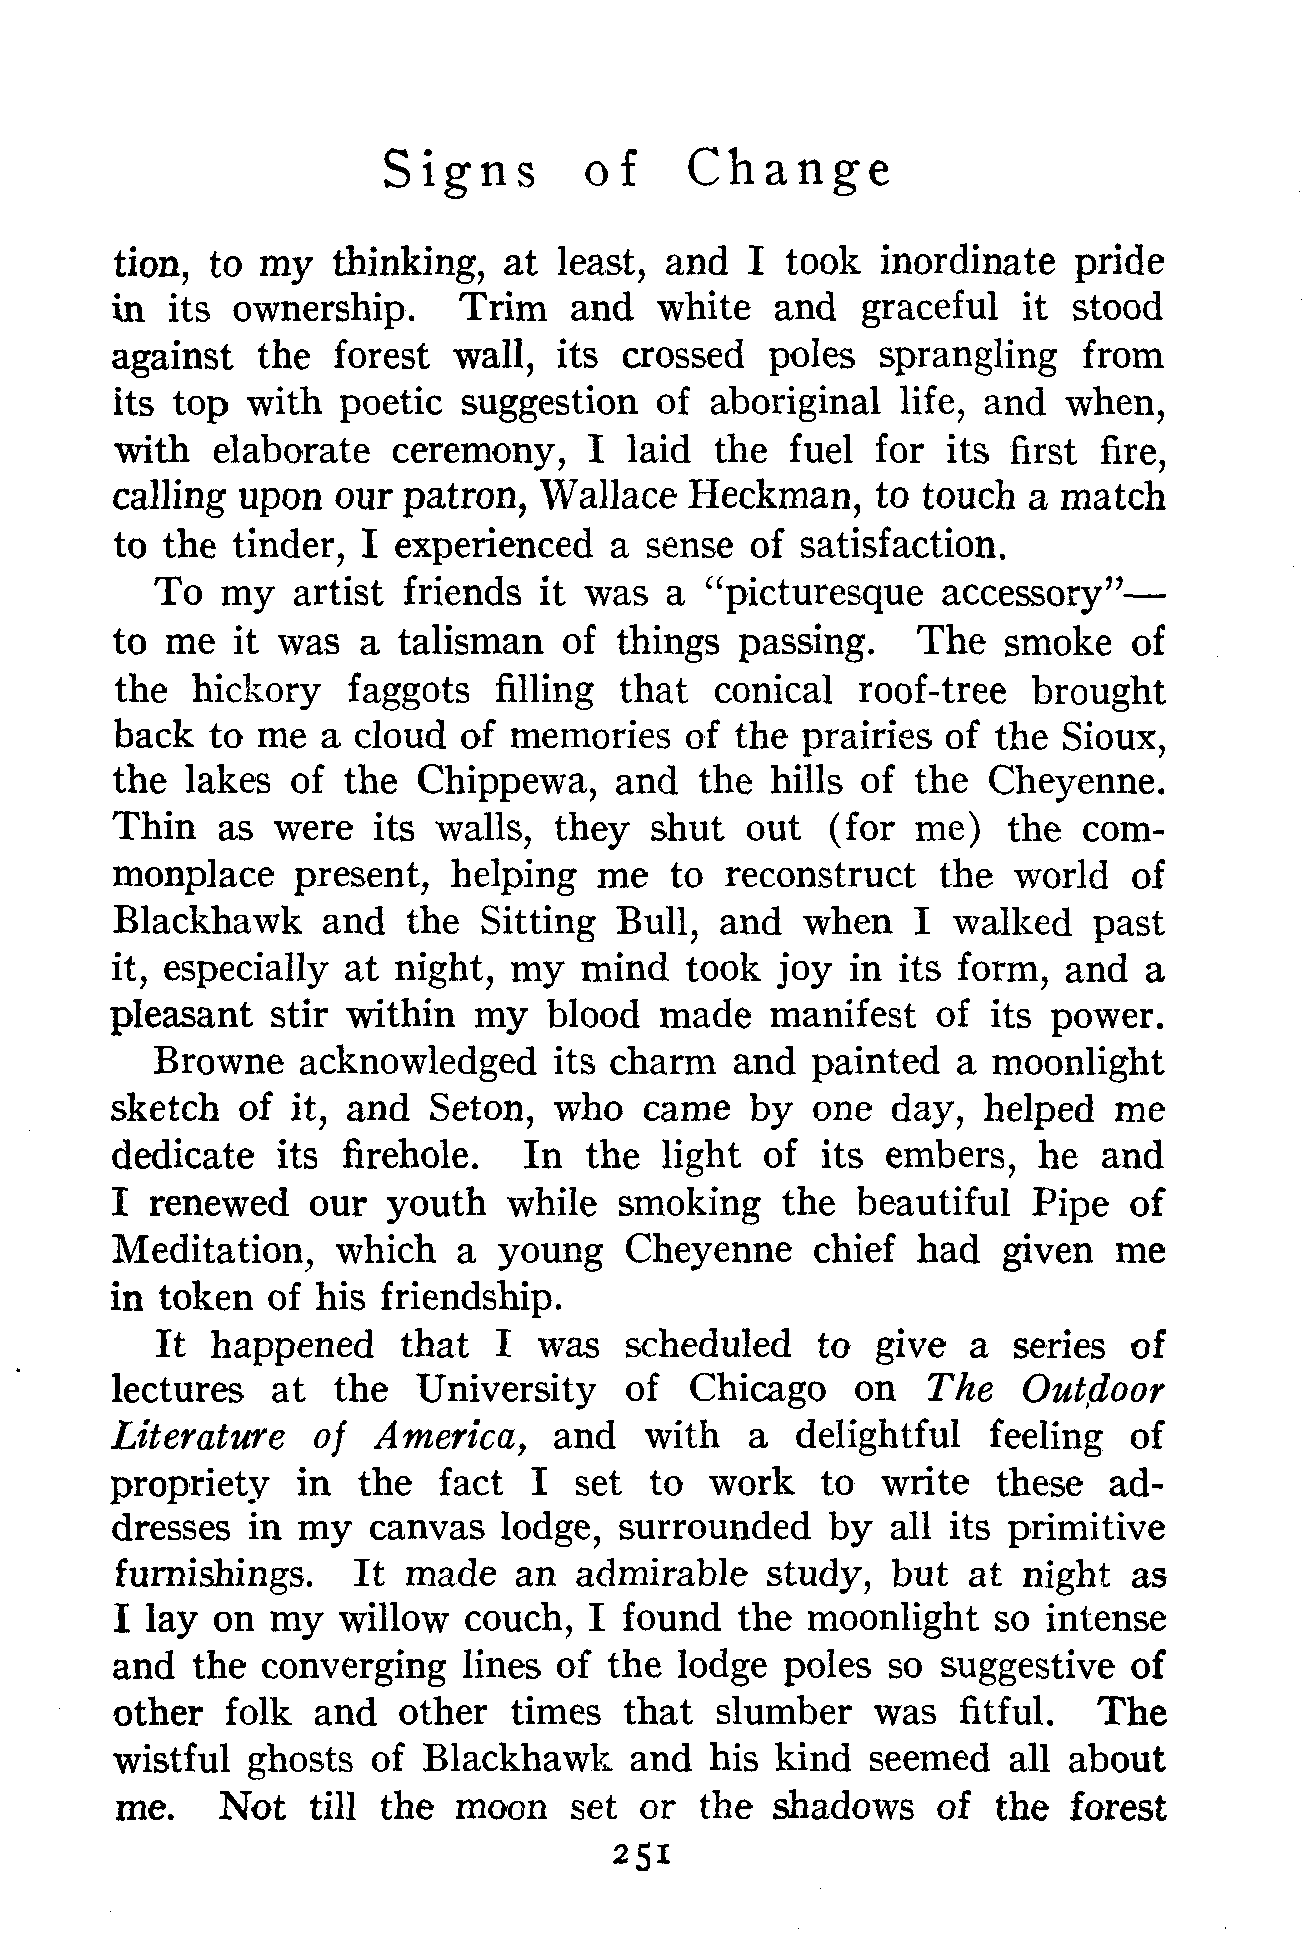 Signs of Change
tion, to my thinking, at least, and I took inordinate pride
in its ownership. Trim and white and graceful it stood
against the forest wall, its crossed poles sprangling from
its top with poetic suggestion of aboriginal life, and when,
with elaborate ceremony, I laid the fuel for its first fire,
calling upon our patron, Wallace Heckman, to touch a match
to the tinder, I experienced a sense of satisfaction.
To my artist friends it was a “picturesque accessory”—
to me it was a talisman of things passing. The smoke of
the hickory faggots filling that conical roof-tree brought
back to me a cloud of memories of the prairies of the Sioux,
the lakes of the Chippewa, and the hills of the Cheyenne.
Thin as were its walls, they shut out (for me) the com-
monplace present, helping me to reconstruct the world of
Blackhawk and the Sitting Bull, and when I walked past
it, especially at night, my mind took joy in its form, and a
pleasant stir within my blood made manifest of its power.
Browne acknowledged its charm and painted a moonlight
sketch of it, and Seton, who came by one day, helped me
dedicate its firehole. In the light of its embers, he and
I renewed our youth while smoking the beautiful Pipe of
Meditation, which a young Cheyenne chief had given me
in token of his friendship.
It happened that I was scheduled to give a series of
lectures at the University of Chicago on The Outdoor
Literature of America, and with a delightful feeling of
propriety in the fact I set to work to write these ad-
dresses in my canvas lodge, surrounded by all its primitive
furnishings. It made an admirable study, but at night as
I lay on my willow couch, I found the moonlight so intense
and the converging lines of the lodge poles so suggestive of
other folk and other times that slumber was fitful. The
wistful ghosts of Blackhawk and his kind seemed all about
me. Not till the moon set or the shadows of the forest
251